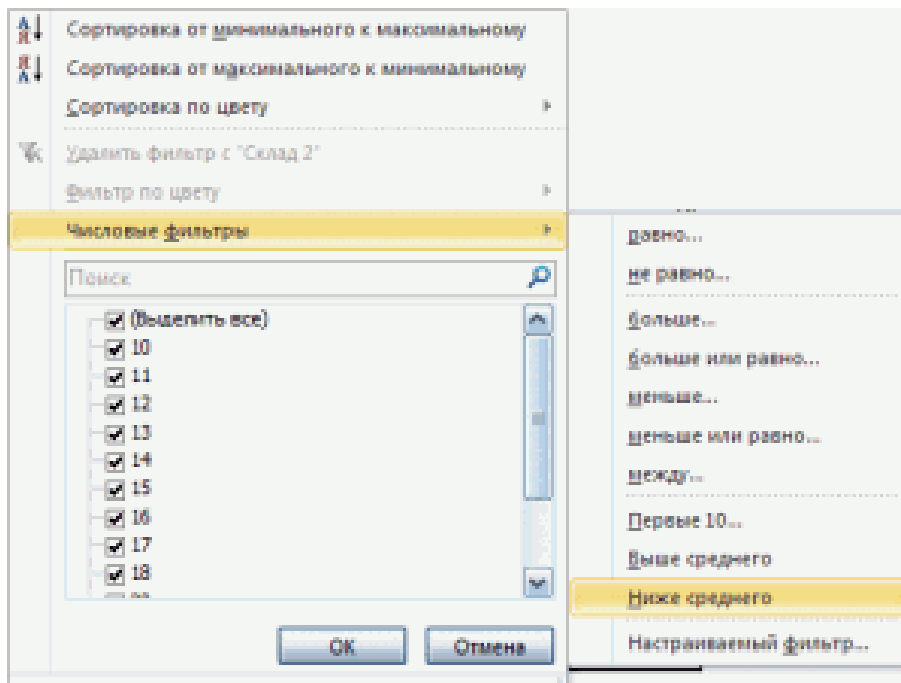 Сортировка от минимального к максимальному
Сортировка от максимального к минимальному
Сортировка по цвету
Удалить фильтр с "Склад 2"
Фильтр по цвету
Числовые фильтры
Поиск
(Выделить все)
10
11
12
13
14
15
16
17
18
ОК
Отмена
равно...
не равно...
больше...
больше или равно...
меньше...
меньше или равно...
между...
Первые 10...
Выше среднего
Ниже среднего
Настраиваемый фильтр...